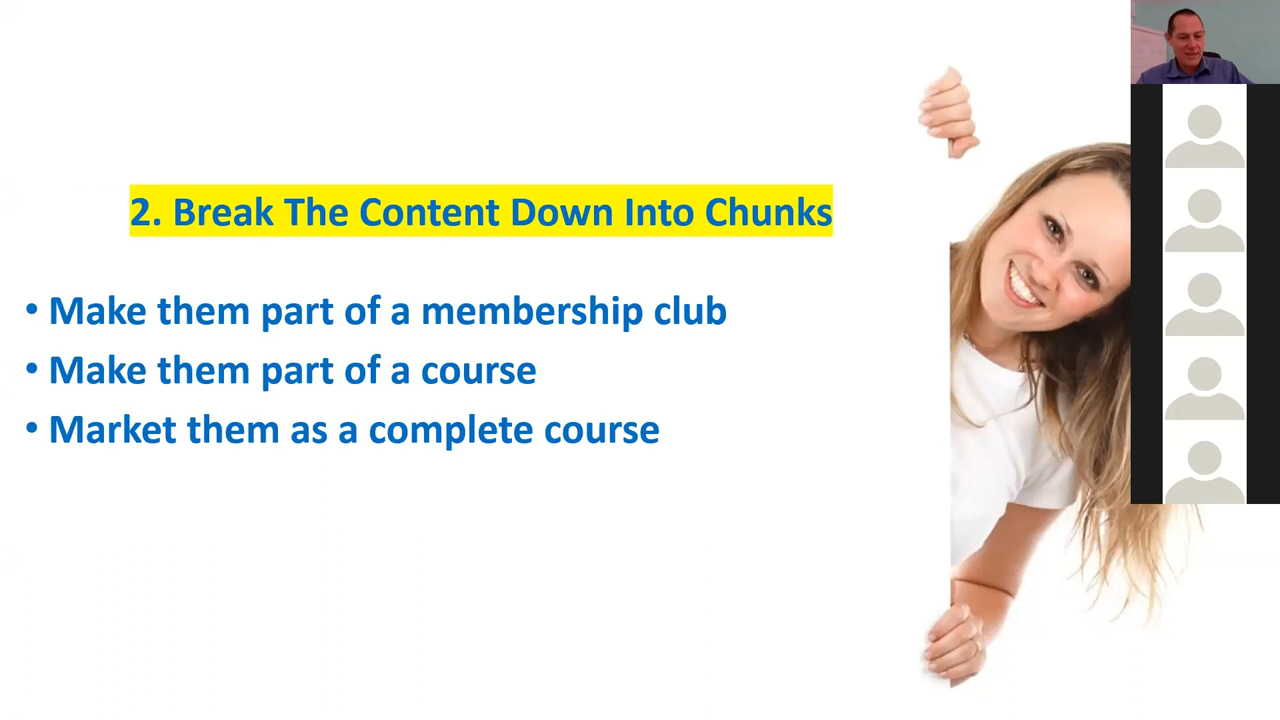 2. Break The Content Down Into Chunks
• Make them part of a membership club
• Make them part of a course
• Market them as a complete course